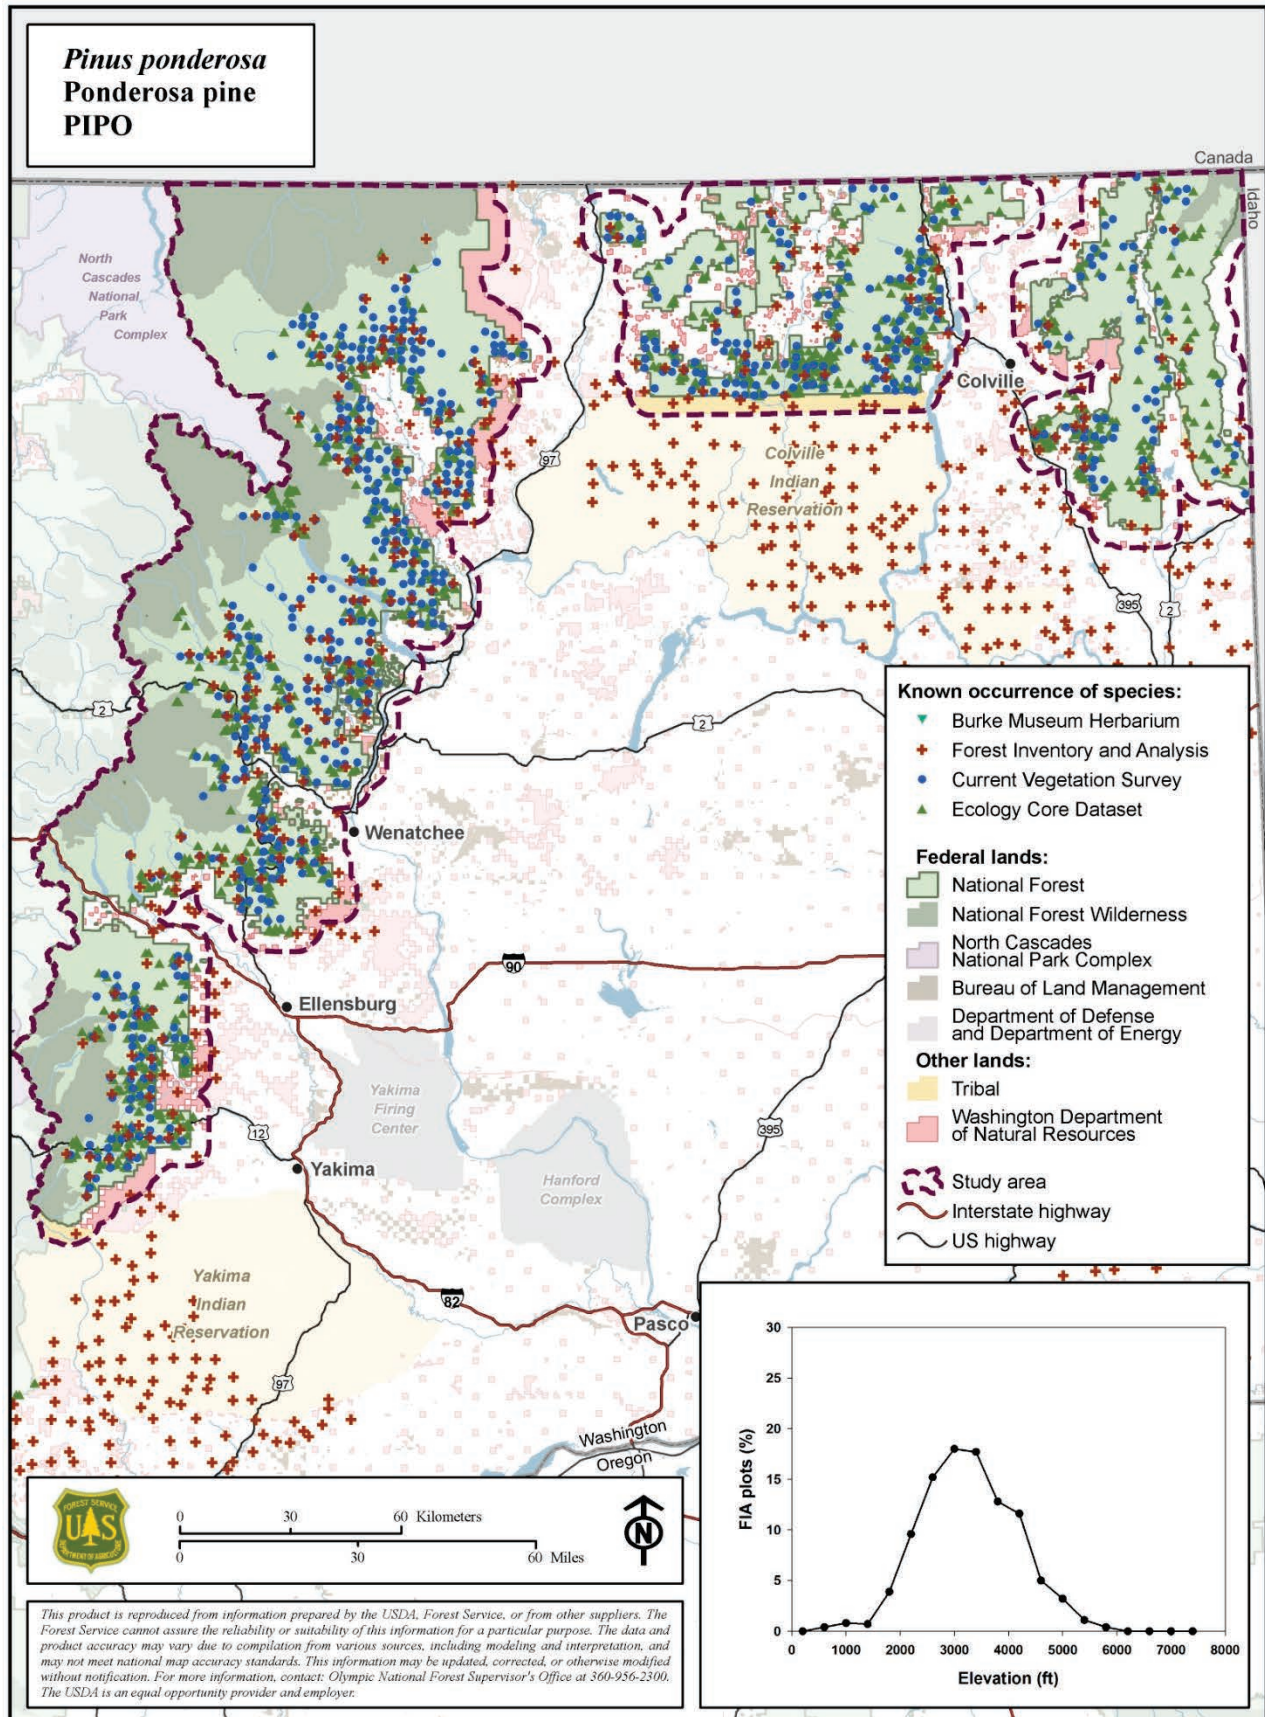 Pinus ponderosa
Ponderosa pine
PIPO
Canada
Idaho
North
Cascades
National
Park
Complex
Colville
97
Colville
Indian
Reservation
395
2
2
2
Wenatchee
90
Ellensburg
Yakima
Firing
Center
12
Yakima
Hanford
Complex
395
Yakima
Indian
Reservation
82
Pasco
97
Washington
Oregon
Known occurrence of species:
Burke Museum Herbarium
Forest Inventory and Analysis
Current Vegetation Survey
Ecology Core Dataset
Federal lands:
National Forest
National Forest Wilderness
North Cascades
National Park Complex
Bureau of Land Management
Department of Defense
and Department of Energy
Other lands:
Tribal
Washington Department
of Natural Resources
Study area
Interstate highway
US highway
FOREST SERVICE
U S
DEPARTMENT OF AGRICULTURE
0 30 60 Kilometers
0 30 60 Miles
N
This product is reproduced from information prepared by the USDA, Forest Service, or from other suppliers. The
Forest Service cannot assure the reliability or suitability of this information for a particular purpose. The data and
product accuracy may vary due to compilation from various sources, including modeling and interpretation, and
may not meet national map accuracy standards. This information may be updated, corrected, or otherwise modified
without notification. For more information, contact: Olympic National Forest Supervisor's Office at 360-956-2300.
The USDA is an equal opportunity provider and employer.
FIA plots (%)
30
25
20
15
10
5
0
0 1000 2000 3000 4000 5000 6000 7000 8000
Elevation (ft)